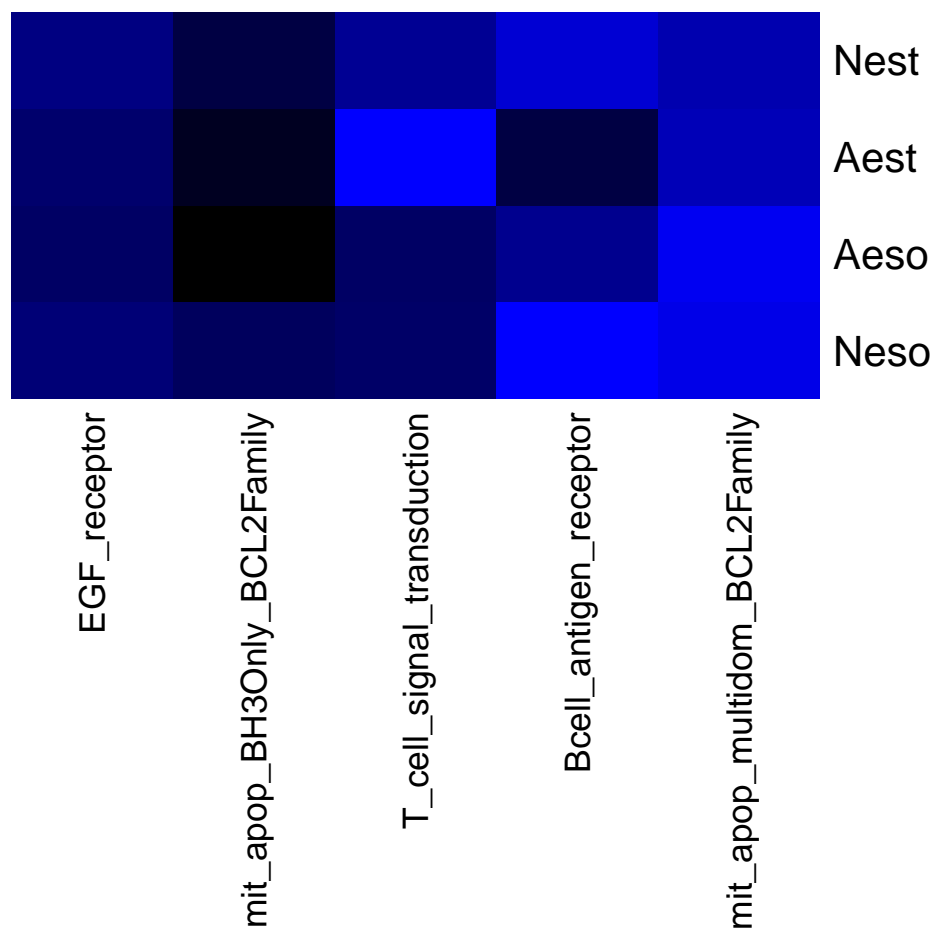 Nest
Aest
Aeso
Neso
EGF_receptor
mit_apop_BH3Only_BCL2Family
T_cell_signal_transduction
Bcell_antigen_receptor
mit_apop_multidom_BCL2Family